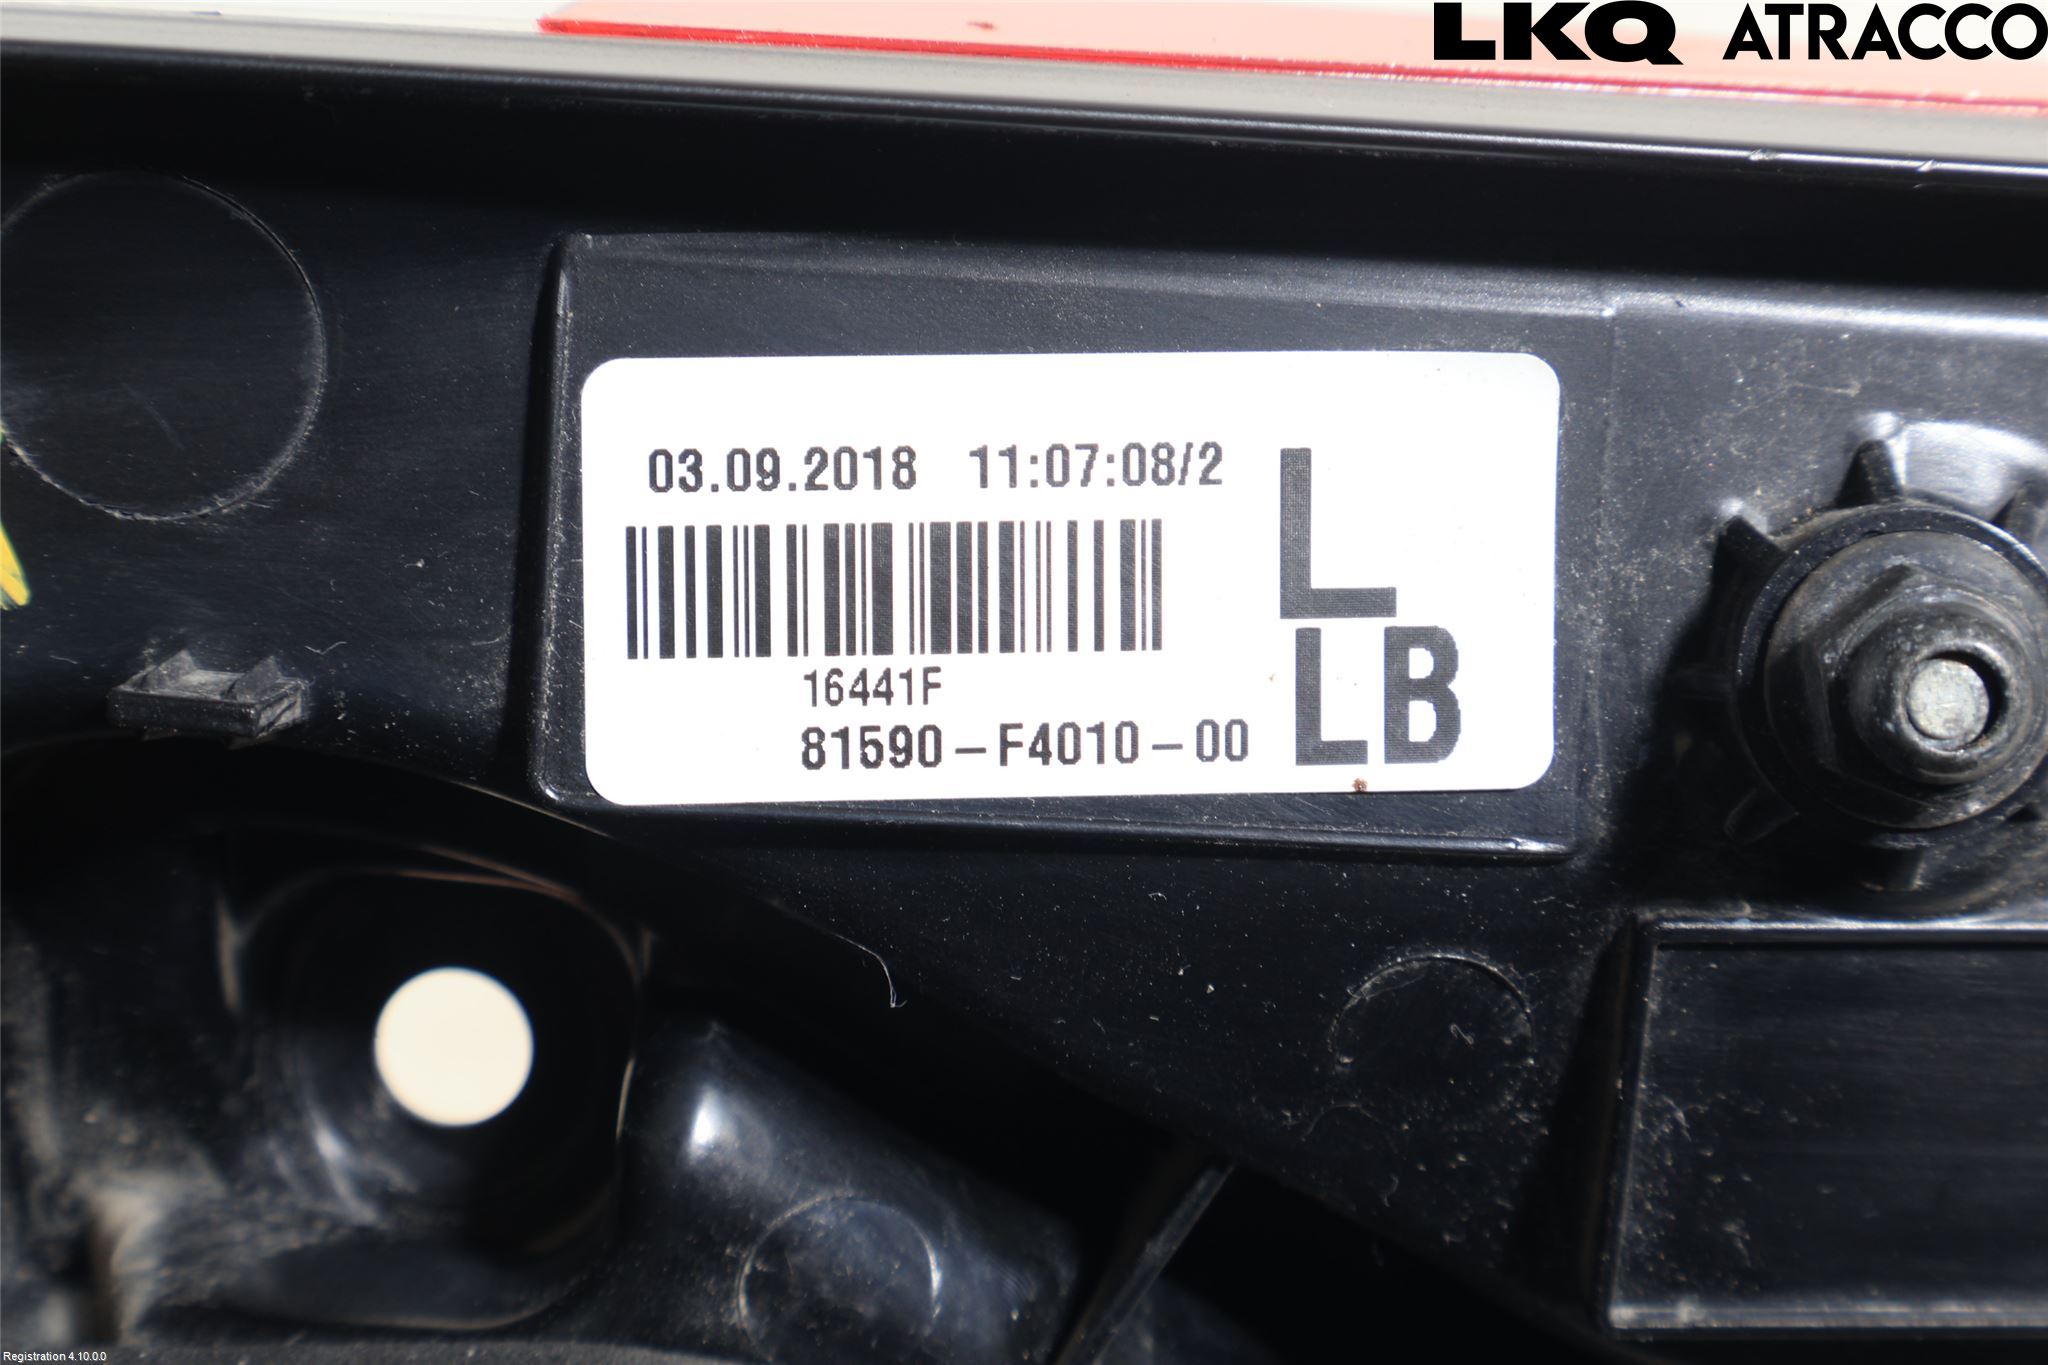 LKQ ATRACCO
03.09.2018 11:07:08/2
L
16441F
81590-F4010-00
LB
Registration 4.10.0.0